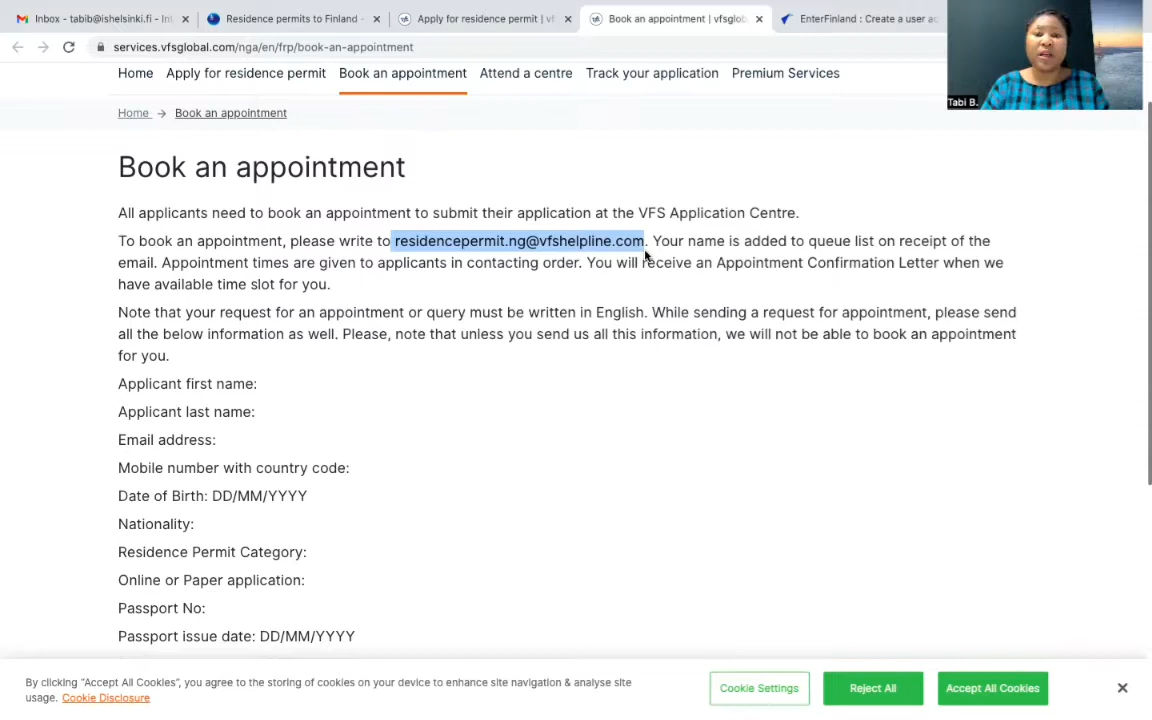 Inbox - tabib@ishelsinki.fi - Int
Residence permits to Finland -
Apply for residence permit | vf
Book an appointment | vfsglob
EnterFinland : Create a user ac
services.vfsglobal.com/nga/en/frp/book-an-appointment
Home Apply for residence permit Book an appointment Attend a centre Track your application Premium Services
Tabi B.
Home → Book an appointment
Book an appointment
All applicants need to book an appointment to submit their application at the VFS Application Centre.
To book an appointment, please write to residencepermit.ng@vfshelpline.com. Your name is added to queue list on receipt of the
email. Appointment times are given to applicants in contacting order. You will receive an Appointment Confirmation Letter when we
have available time slot for you.
Note that your request for an appointment or query must be written in English. While sending a request for appointment, please send
all the below information as well. Please, note that unless you send us all this information, we will not be able to book an appointment
for you.
Applicant first name:
Applicant last name:
Email address:
Mobile number with country code:
Date of Birth: DD/MM/YYYY
Nationality:
Residence Permit Category:
Online or Paper application:
Passport No:
Passport issue date: DD/MM/YYYY
By clicking “Accept All Cookies”, you agree to the storing of cookies on your device to enhance site navigation & analyse site
usage. Cookie Disclosure
Cookie Settings
Reject All
Accept All Cookies